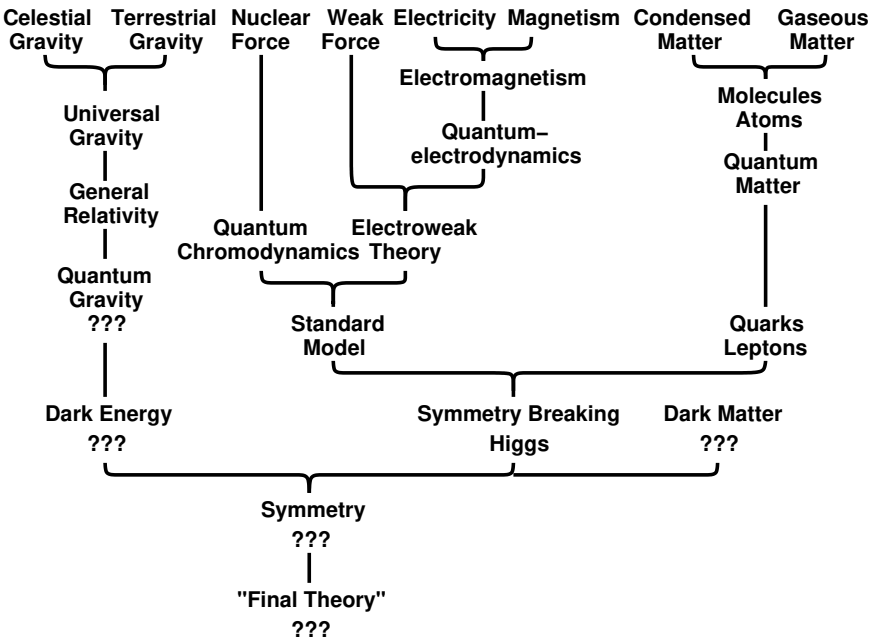 Celestial Gravity
Terrestrial Gravity
Nuclear Force
Weak Force
Electricity
Magnetism
Condensed Matter
Gaseous Matter
Electromagnetism
Molecules
Atoms
Universal
Gravity
Quantum−
electrodynamics
Quantum
Matter
General
Relativity
Quantum
Chromodynamics
Electroweak
Theory
Quantum
Gravity
???
Standard
Model
Quarks
Leptons
Dark Energy
???
Symmetry Breaking
Higgs
Dark Matter
???
Symmetry
???
"Final Theory"
???